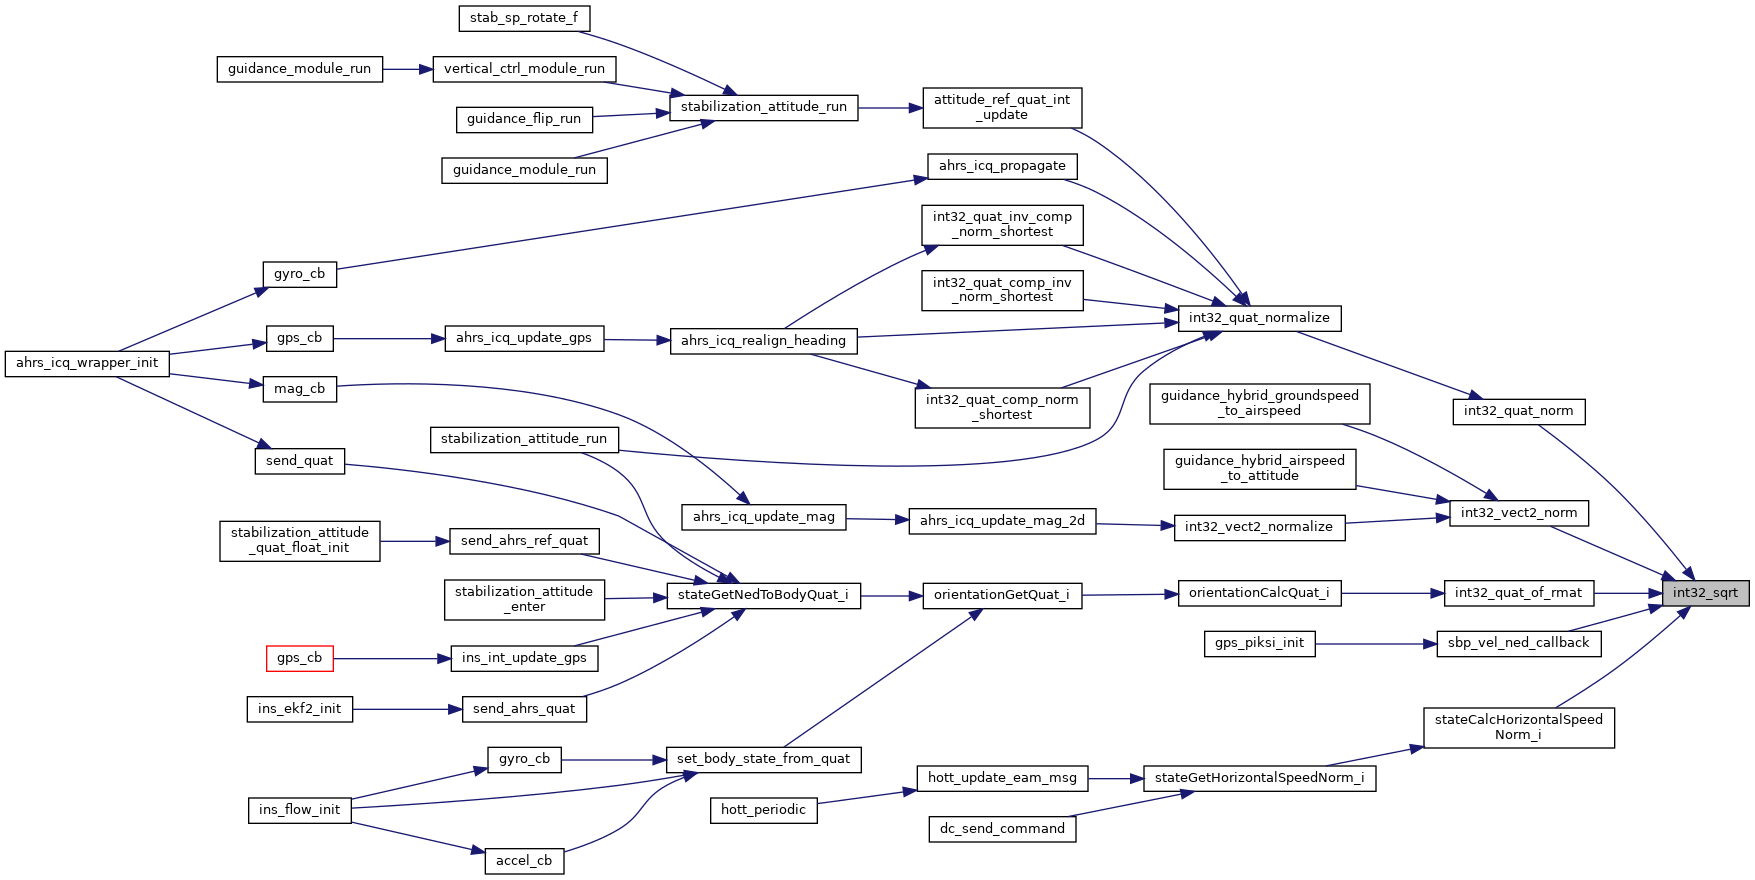 stab_sp_rotate_f
guidance_module_run
vertical_ctrl_module_run
stabilization_attitude_run
attitude_ref_quat_int
_update
guidance_flip_run
guidance_module_run
ahrs_icq_propagate
int32_quat_inv_comp
_norm_shortest
gyro_cb
int32_quat_comp_inv
_norm_shortest
int32_quat_normalize
gps_cb
ahrs_icq_update_gps
ahrs_icq_realign_heading
ahrs_icq_wrapper_init
mag_cb
int32_quat_comp_norm
_shortest
guidance_hybrid_groundspeed
_to_airspeed
int32_quat_norm
stabilization_attitude_run
send_quat
guidance_hybrid_airspeed
_to_attitude
ahrs_icq_update_mag
ahrs_icq_update_mag_2d
int32_vect2_normalize
int32_vect2_norm
stabilization_attitude
_quat_float_init
send_ahrs_ref_quat
stabilization_attitude
_enter
stateGetNedToBodyQuat_i
orientationGetQuat_i
orientationCalcQuat_i
int32_quat_of_rmat
int32_sqrt
gps_piksi_init
sbp_vel_ned_callback
gps_cb
ins_int_update_gps
ins_ekf2_init
send_ahrs_quat
stateCalcHorizontalSpeed
Norm_i
gyro_cb
set_body_state_from_quat
hott_update_eam_msg
stateGetHorizontalSpeedNorm_i
ins_flow_init
hott_periodic
dc_send_command
accel_cb